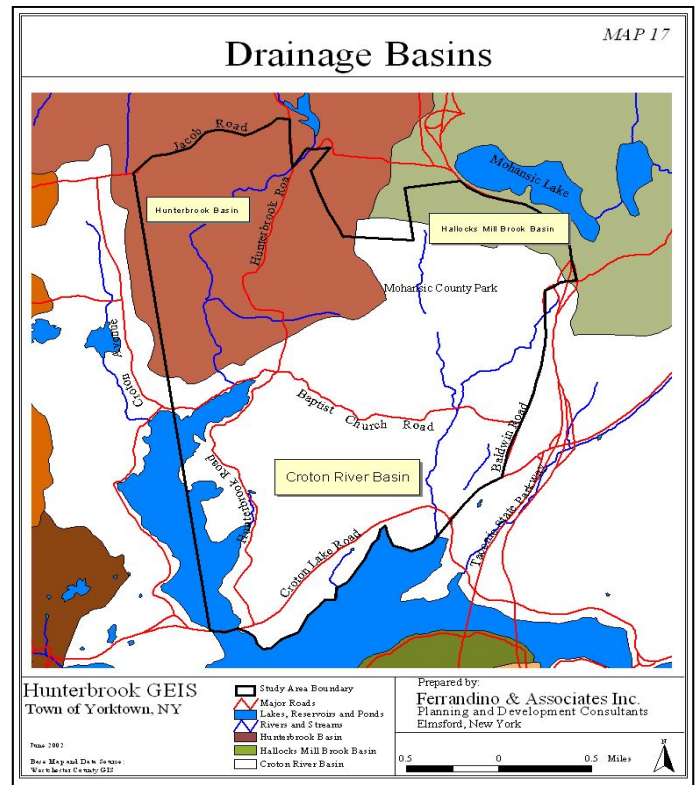 MAP 17
Drainage Basins
Jacob Road
Mohansic Lake
Hunterbrook Basin
Hunterbrook Roa
Hallocks Mill Brook Basin
Mohansic County Park
Croton Avenue
Baptist Church Road
Baldwin Road
Croton River Basin
Hunterbrook Road
Croton Lake Road
Taconic State Parkway
Hunterbrook GEIS
Town of Yorktown, NY
June 2002
Base Map and Data Source:
Westchester County GIS
Study Area Boundary
Major Roads
Lakes, Reservoirs and Ponds
Rivers and Streams
Hunterbrook Basin
Hallocks Mill Brook Basin
Croton River Basin
Prepared by:
Ferrandino & Associates Inc.
Planning and Development Consultants
Elmsford, New York
0.5 0 0.5 Miles
N